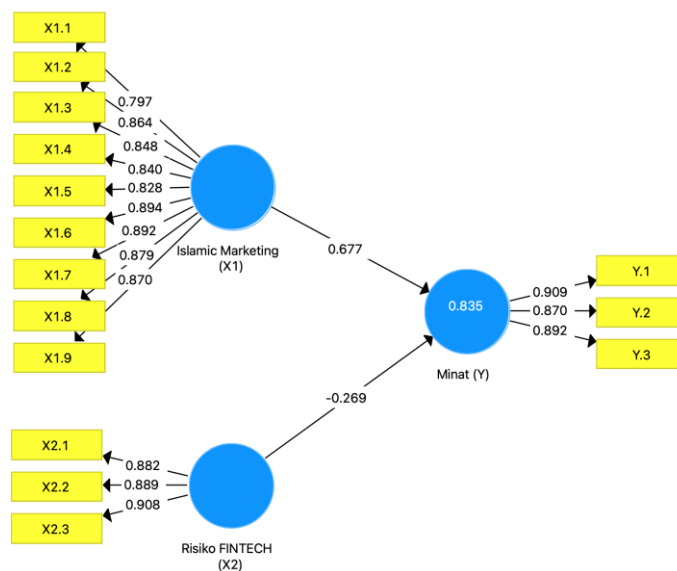 X1.1
X1.2
X1.3
X1.4
X1.5
X1.6
X1.7
X1.8
X1.9
0.797
0.864
0.848
0.840
0.828
0.894
0.892
0.879
0.870
Islamic Marketing
(X1)
0.677
0.835
Minat (Y)
0.909
0.870
0.892
Y.1
Y.2
Y.3
-0.269
X2.1
X2.2
X2.3
0.882
0.889
0.908
Risiko FINTECH
(X2)